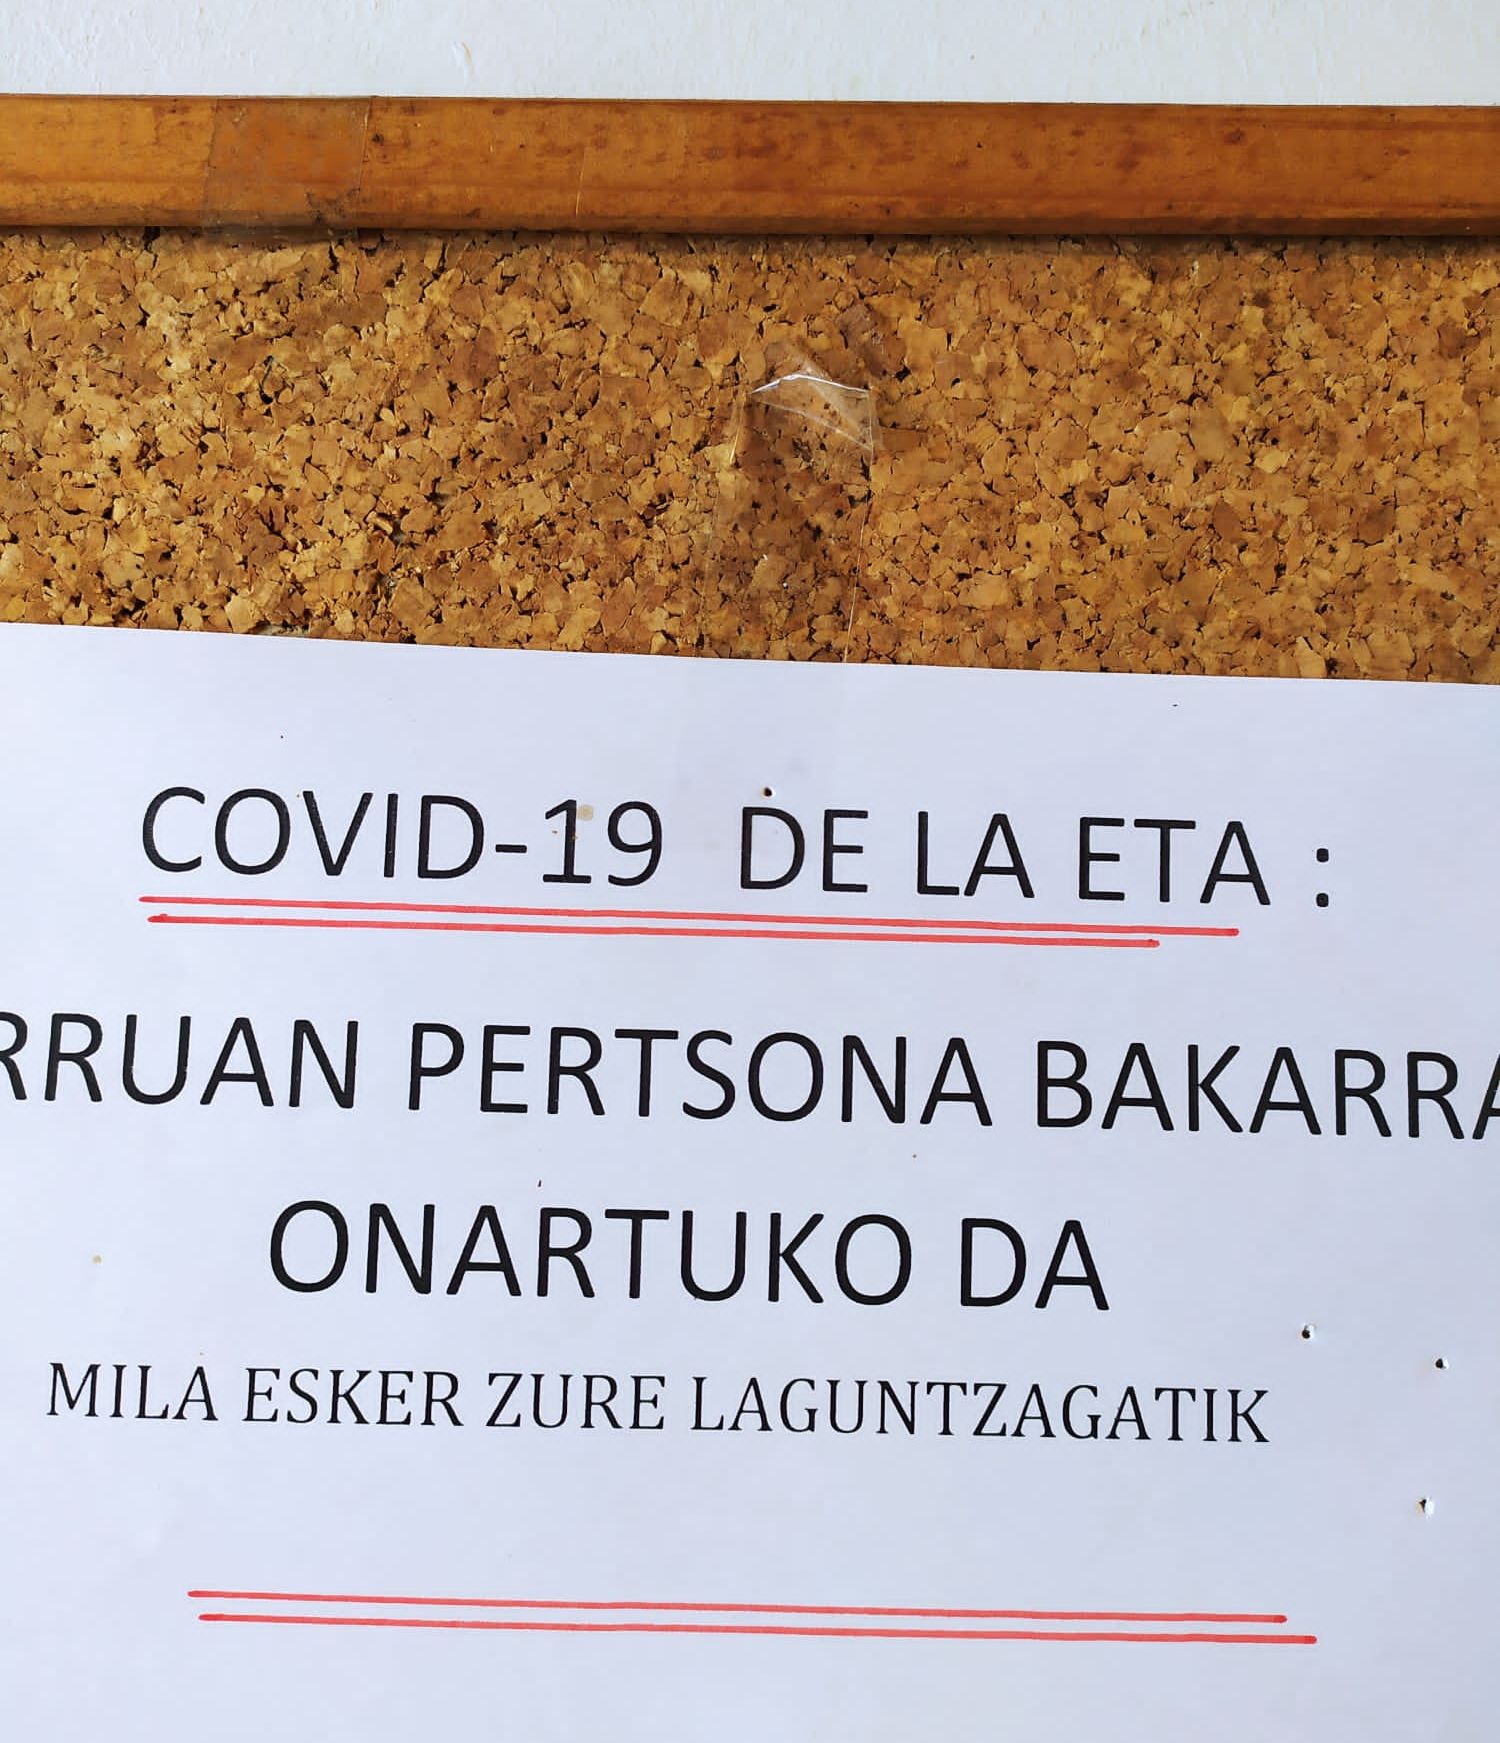 COVID-19 DE LA ETA :
RRUAN PERTSONA BAKARRA
ONARTUKO DA
MILA ESKER ZURE LAGUNTZAGATIK